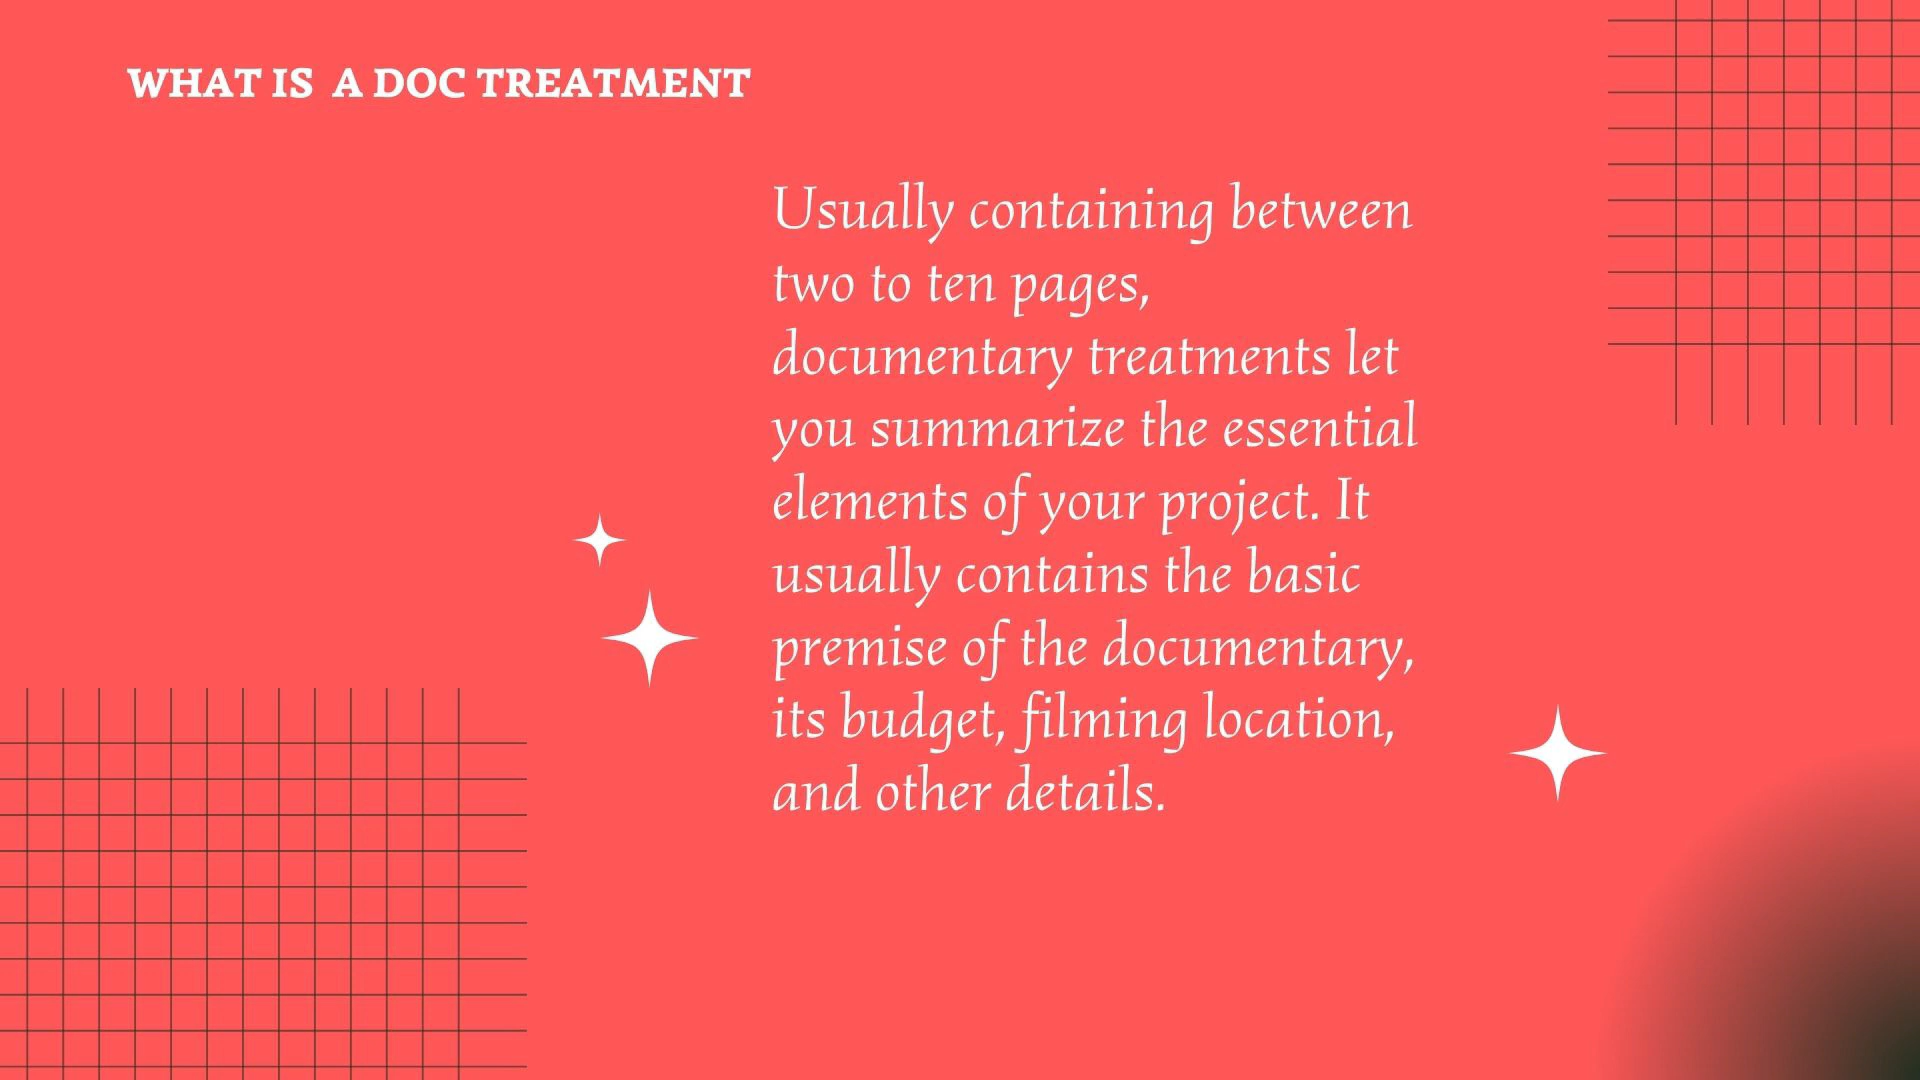 WHAT IS  A DOC TREATMENT
Usually containing between
two to ten pages,
documentary treatments let
you summarize the essential
elements of your project. It
usually contains the basic
premise of the documentary,
its budget, filming location,
and other details.